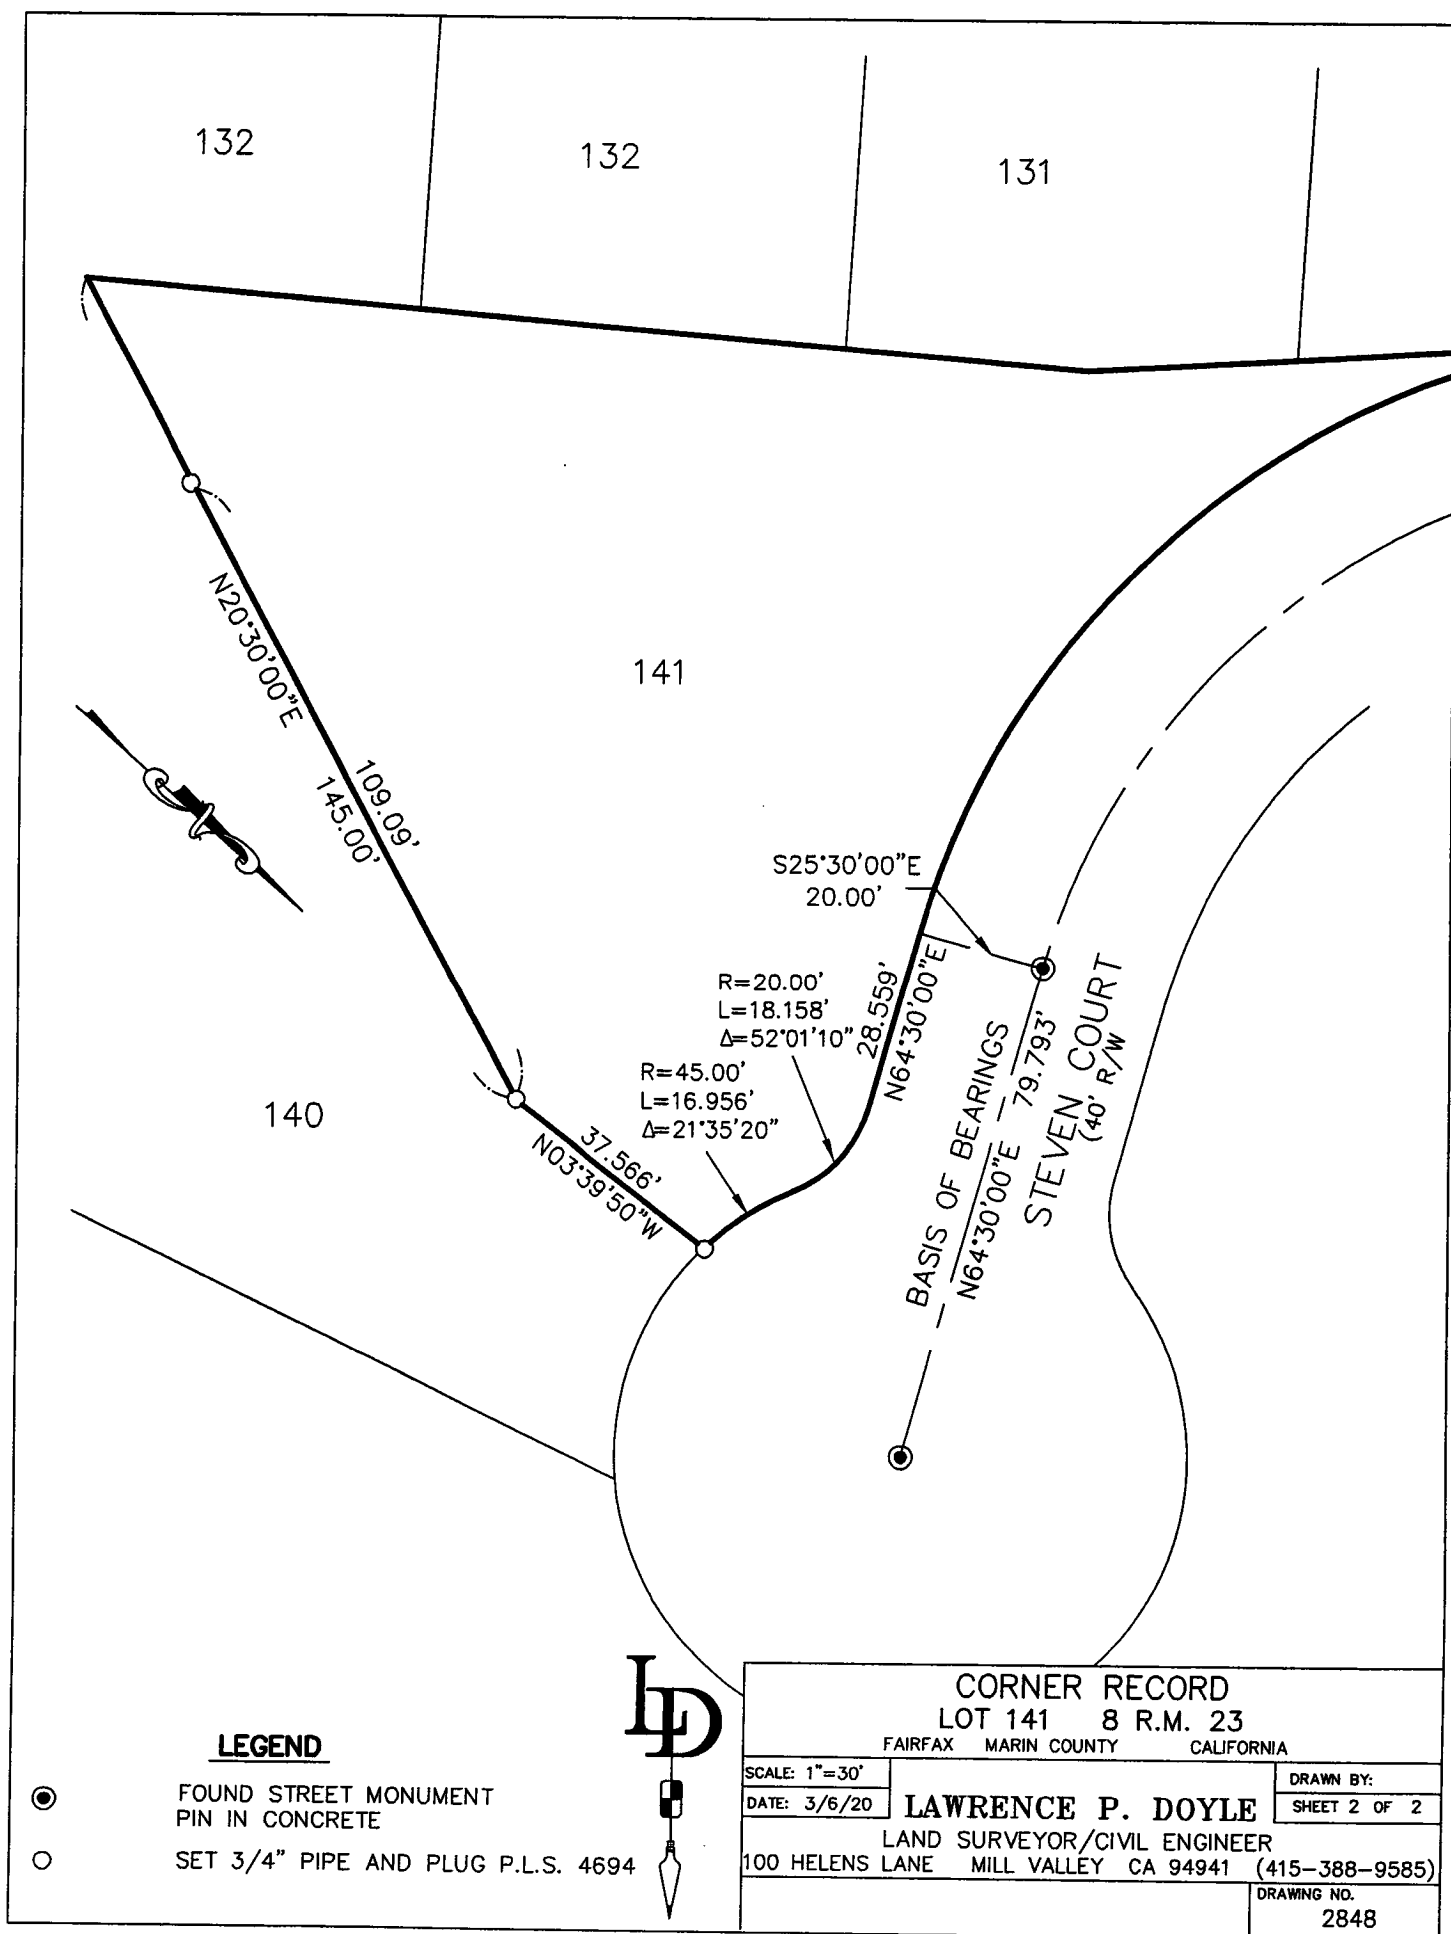 132
132
131
N20°30'00"E
109.09'
145.00'
141
S25°30'00"E
20.00'
R=20.00'
L=18.158'
Δ=52°01'10"
28.559'
N64°30'00"E
R=45.00'
L=16.956'
Δ=21°35'20"
140
37.566'
N03°39'50"W
BASIS OF BEARINGS
N64°30'00"E 79.793'
STEVEN COURT
(40' R/W
LD
LEGEND
FOUND STREET MONUMENT
PIN IN CONCRETE
SET 3/4" PIPE AND PLUG P.L.S. 4694
CORNER RECORD
LOT 141 8 R.M. 23
FAIRFAX MARIN COUNTY CALIFORNIA
SCALE: 1"=30'
DATE: 3/6/20
LAWRENCE P. DOYLE
DRAWN BY:
SHEET 2 OF 2
LAND SURVEYOR/CIVIL ENGINEER
100 HELENS LANE MILL VALLEY CA 94941 (415-388-9585)
DRAWING NO.
2848